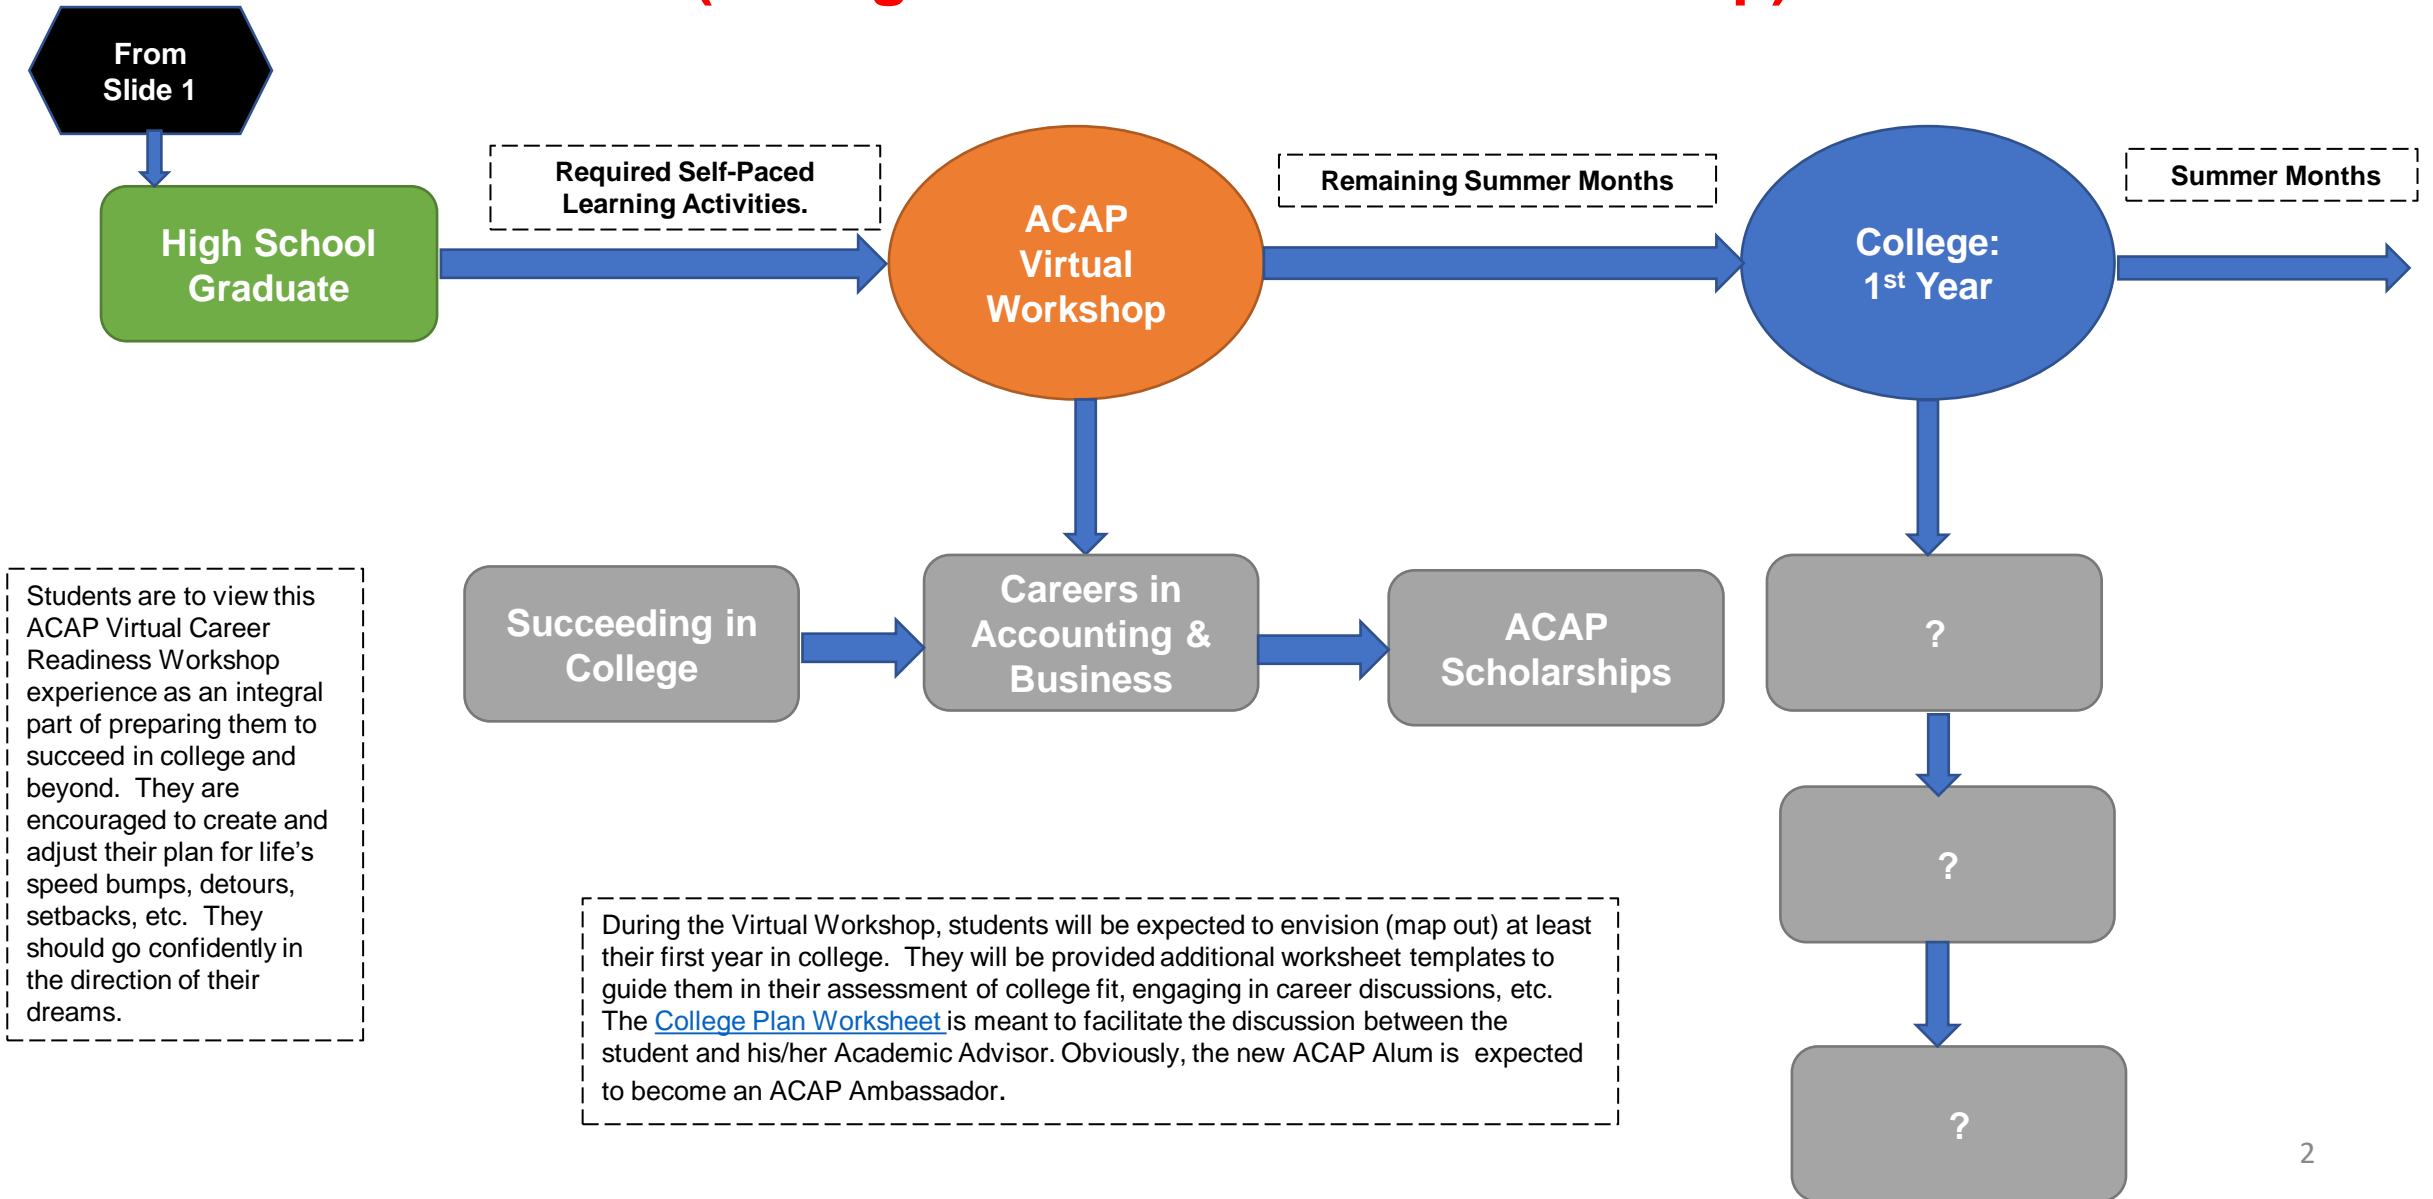 From
Slide 1
Required Self-Paced
Learning Activities.
Remaining Summer Months
Summer Months
High School
Graduate
ACAP
Virtual
Workshop
College:
1st Year
Students are to view this
ACAP Virtual Career
Readiness Workshop
experience as an integral
part of preparing them to
succeed in college and
beyond. They are
encouraged to create and
adjust their plan for life's
speed bumps, detours,
setbacks, etc. They
should go confidently in
the direction of their
dreams.
Succeeding in
College
Careers in
Accounting &
Business
ACAP
Scholarships
?
?
?
During the Virtual Workshop, students will be expected to envision (map out) at least
their first year in college. They will be provided additional worksheet templates to
guide them in their assessment of college fit, engaging in career discussions, etc.
The College Plan Worksheet is meant to facilitate the discussion between the
student and his/her Academic Advisor. Obviously, the new ACAP Alum is expected
to become an ACAP Ambassador.
2